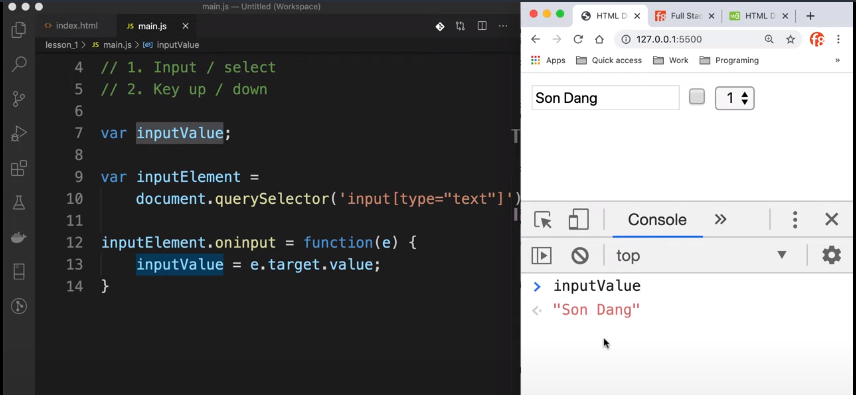 main.js — Untitled (Workspace)
index.html
JS main.js
lesson_1 > JS main.js > inputValue
4 // 1. Input / select
5 // 2. Key up / down
6
7 var inputValue;
8
9 var inputElement =
10 document.querySelector('input[type="text"]')
11
12 inputElement.oninput = function(e) {
13 inputValue = e.target.value;
14 }
HTML D
Full Stac
HTML D
127.0.0.1:5500
Apps Quick access Work Programing
Son Dang 1
Console
top
> inputValue
"Son Dang"